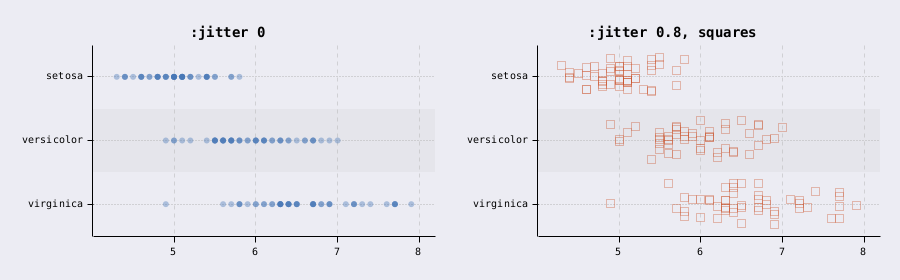 :jitter 0
setosa
versicolor
virginica
5 6 7 8
:jitter 0.8, squares
setosa
versicolor
virginica
5 6 7 8